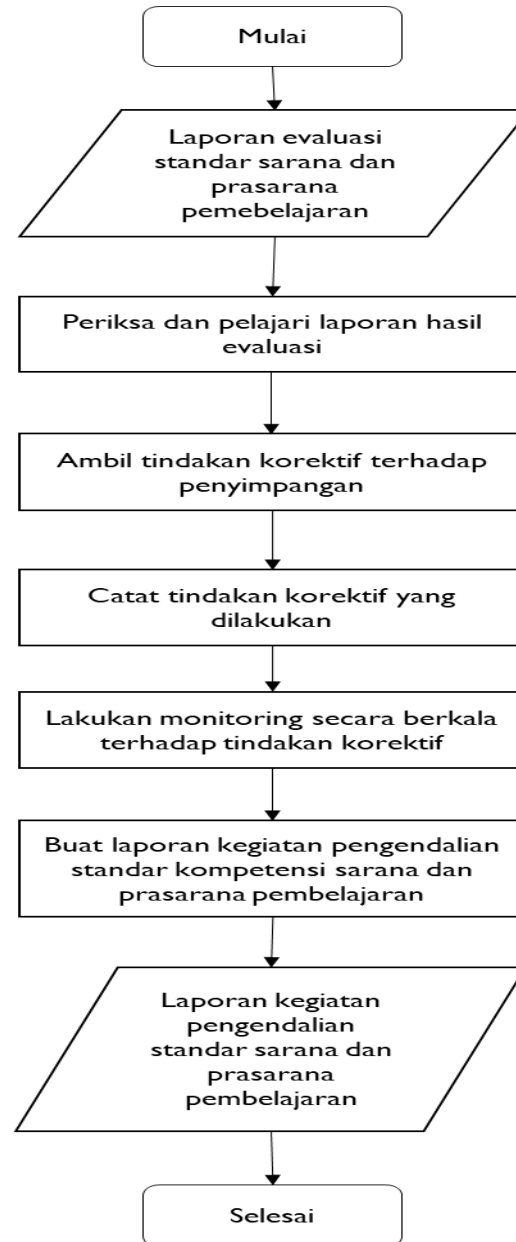 Mulai
Laporan evaluasi
standar sarana dan
prasarana
pemebelajaran
Periksa dan pelajari laporan hasil
evaluasi
Ambil tindakan korektif terhadap
penyimpangan
Catat tindakan korektif yang
dilakukan
Lakukan monitoring secara berkala
terhadap tindakan korektif
Buat laporan kegiatan pengendalian
standar kompetensi sarana dan
prasarana pembelajaran
Laporan kegiatan
pengendalian
standar sarana dan
prasarana
pembelajaran
Selesai